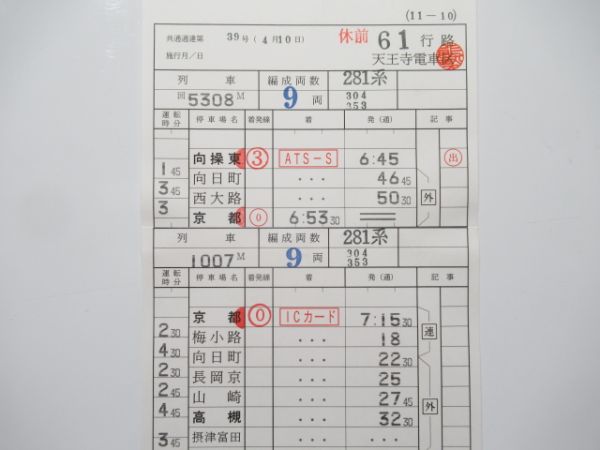 (11-10)
共通通達第 39号(4月10日) 休前 61 行路
施行月/日 天王寺電車区
列車 編成両数 281系
回5308M 9両 304 353
運転時分 停車場名 着発線 着 発(通) 記事
向操東 ③ ATS-S 6:45 出
1 45 向日町 ・・・ 46 45
3 45 西大路 ・・・ 50 30 外
3 京都 0 6:53 30
列車 編成両数 281系
1007M 9両 304 353
運転時分 停車場名 着発線 着 発(通) 記事
京都 0 ICカード 7:15 30
2 30 梅小路 ・・・ 18 連
4 30 向日町 ・・・ 22 30
2 30 長岡京 ・・・ 25
2 45 山崎 ・・・ 27 45 外
4 45 高槻 ・・・ 32 30
3 45 摂津富田 ・・・ ・・・